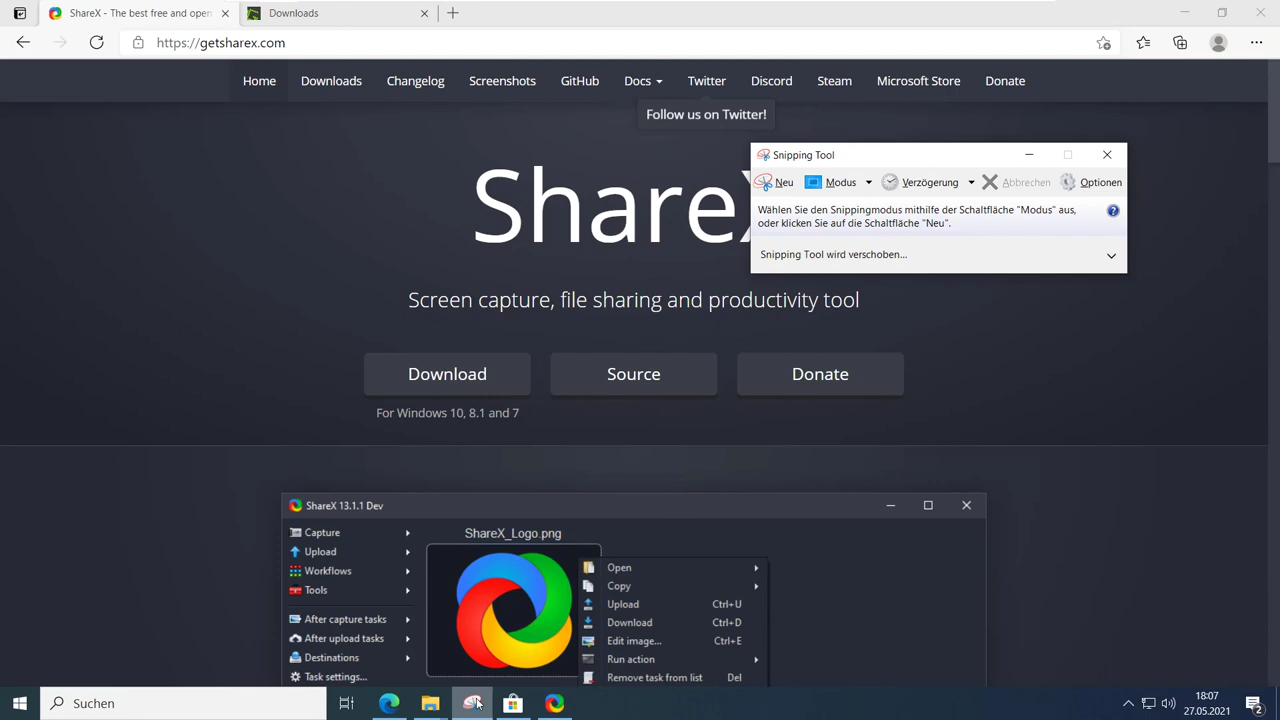 ShareX - The best free and open
Downloads
https://getsharex.com
Home
Downloads
Changelog
Screenshots
GitHub
Docs
Twitter
Discord
Steam
Microsoft Store
Donate
Follow us on Twitter!
ShareX
Screen capture, file sharing and productivity tool
Download
Source
Donate
For Windows 10, 8.1 and 7
Snipping Tool
Neu
Modus
Verzögerung
Abbrechen
Optionen
Wählen Sie den Snippingmodus mithilfe der Schaltfläche "Modus" aus,
oder klicken Sie auf die Schaltfläche "Neu".
Snipping Tool wird verschoben...
ShareX 13.1.1 Dev
Capture
Upload
Workflows
Tools
After capture tasks
After upload tasks
Destinations
Task settings...
ShareX_Logo.png
Open
Copy
Upload Ctrl+U
Download Ctrl+D
Edit image... Ctrl+E
Run action
Remove task from list Del
Suchen
18:07
27.05.2021
2